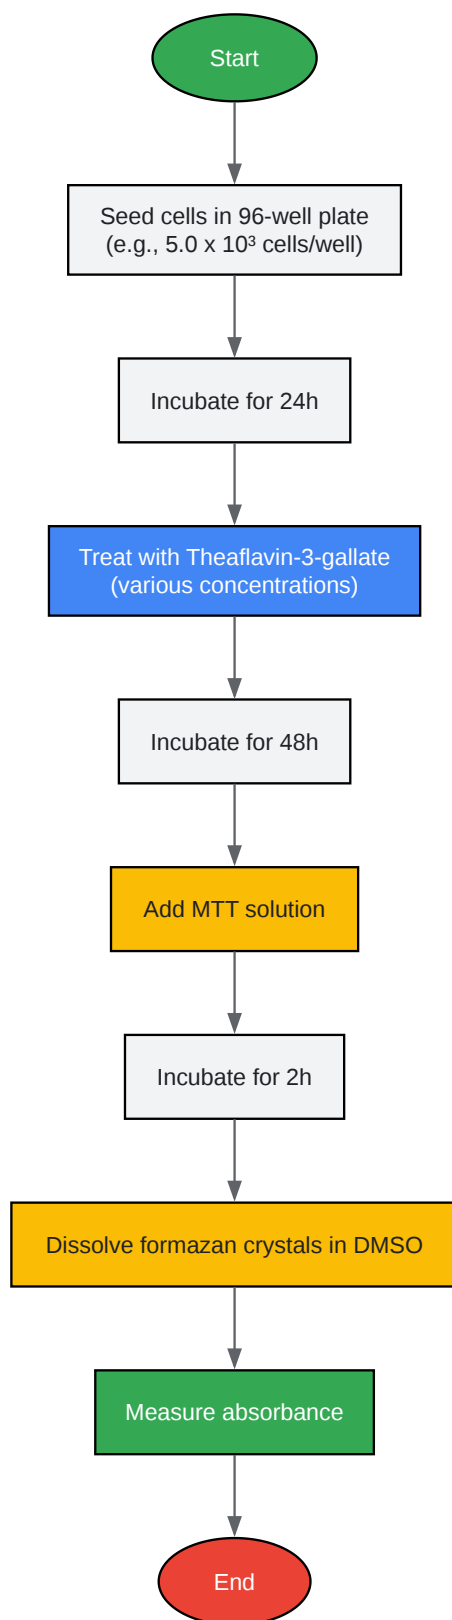 Start
Seed cells in 96-well plate
(e.g., 5.0 x 10³ cells/well)
Incubate for 24h
Treat with Theaflavin-3-gallate
(various concentrations)
Incubate for 48h
Add MTT solution
Incubate for 2h
Dissolve formazan crystals in DMSO
Measure absorbance
End